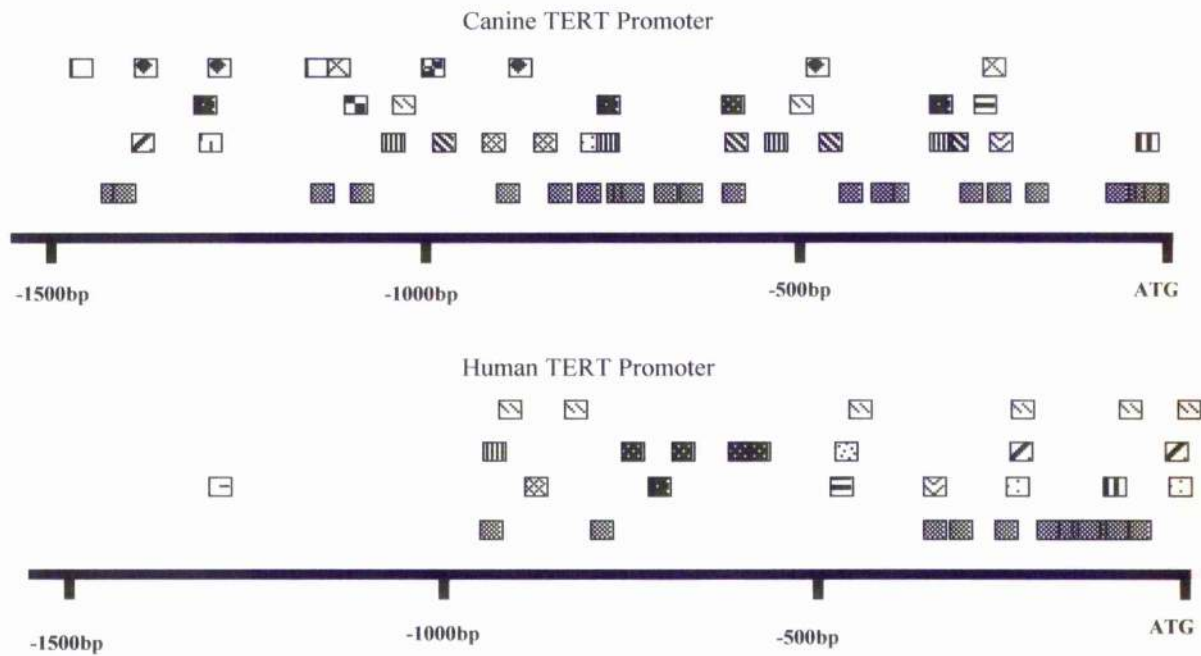 Canine TERT Promoter
-1500bp
-1000bp
-500bp
ATG
Human TERT Promoter
-1500bp
-1000bp
-500bp
ATG